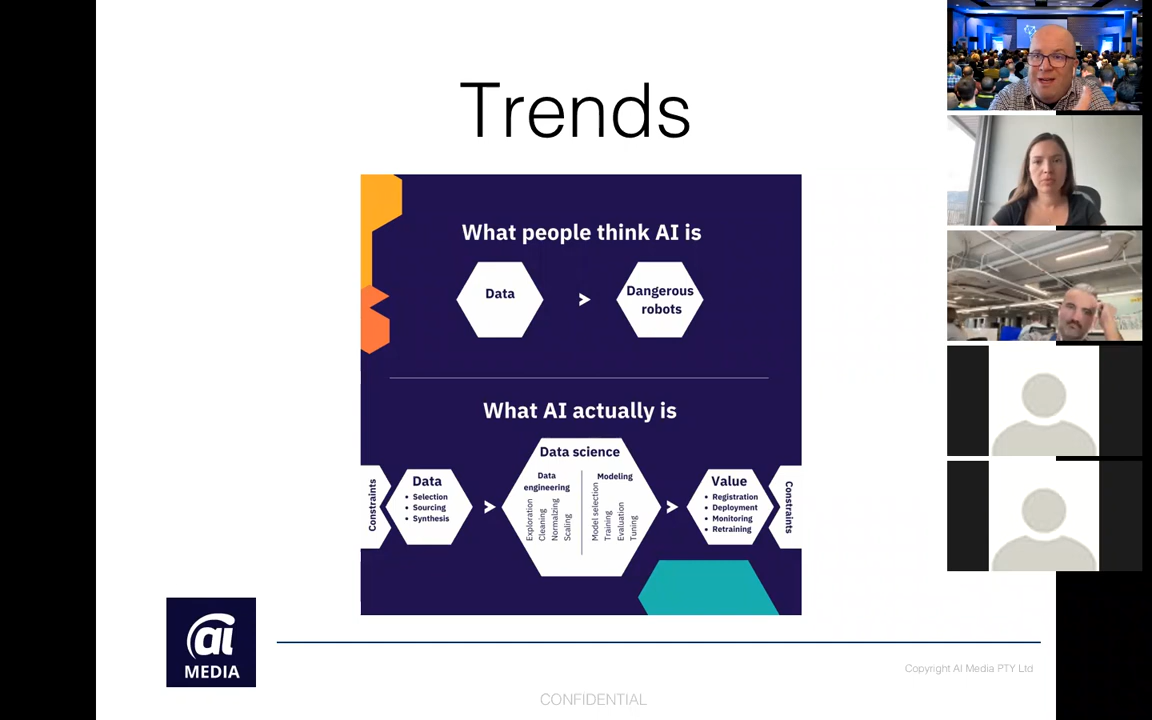 Trends
What people think AI is
Data
>
Dangerous
robots
What AI actually is
Constraints
Data
• Selection
• Sourcing
• Synthesis
>
Data science
Data
engineering
Exploration
Cleaning
Normalzing
Scaling
Modeling
Model selection
Training
Evaluation
Tuning
>
Value
• Registration
• Deployment
• Monitoring
• Retraining
Constraints
ai
MEDIA
Copyright AI Media PTY Ltd
CONFIDENTIAL